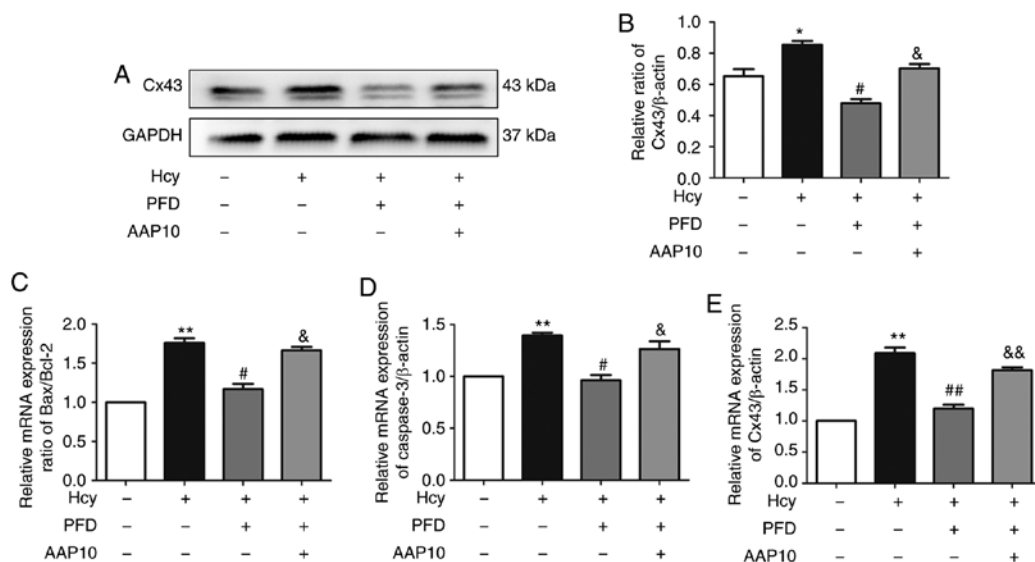 A
Cx43
43 kDa
GAPDH
37 kDa
Hcy – + + +
PFD – – + +
AAP10 – – – +
B
Relative ratio of
Cx43/β-actin
1.0
0.8
0.6
0.4
0.2
0.0
*
#
&
Hcy – + + +
PFD – – + +
AAP10 – – – +
C
Relative mRNA expression
ratio of Bax/Bcl-2
2.0
1.5
1.0
0.5
0.0
**
#
&
Hcy – + + +
PFD – – + +
AAP10 – – – +
D
Relative mRNA expression
of caspase-3/β-actin
1.5
1.0
0.5
0.0
**
#
&
Hcy – + + +
PFD – – + +
AAP10 – – – +
E
Relative mRNA expression
of Cx43/β-actin
2.5
2.0
1.5
1.0
0.5
0.0
**
##
&&
Hcy – + + +
PFD – – + +
AAP10 – – – +